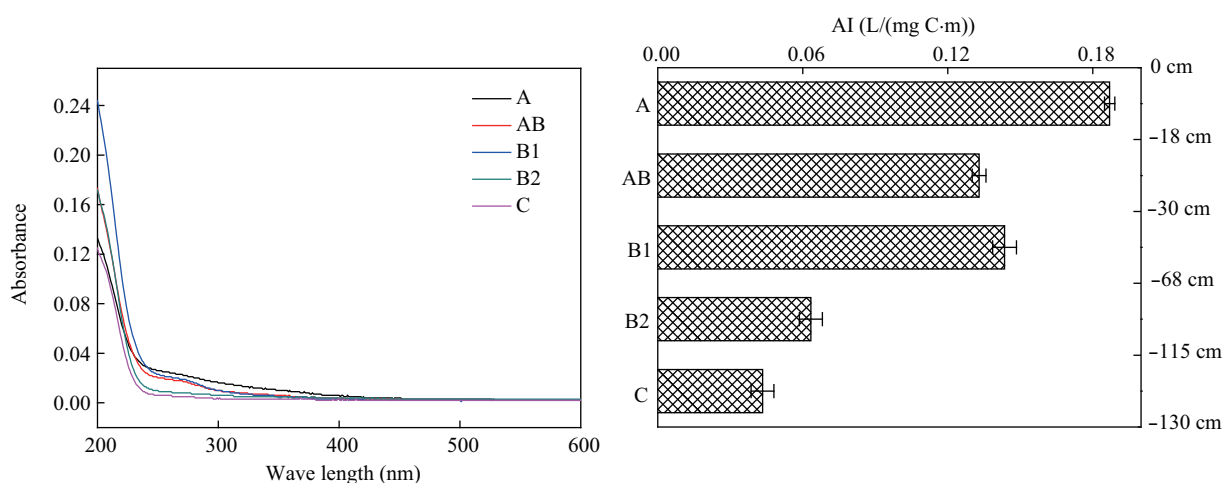 0.24
0.20
0.16
0.12
0.08
0.04
0.00
Absorbance
200
300
400
500
600
Wave length (nm)
A
AB
B1
B2
C
AI (L/(mg C·m))
0.00
0.06
0.12
0.18
A
AB
B1
B2
C
0 cm
-18 cm
-30 cm
-68 cm
-115 cm
-130 cm